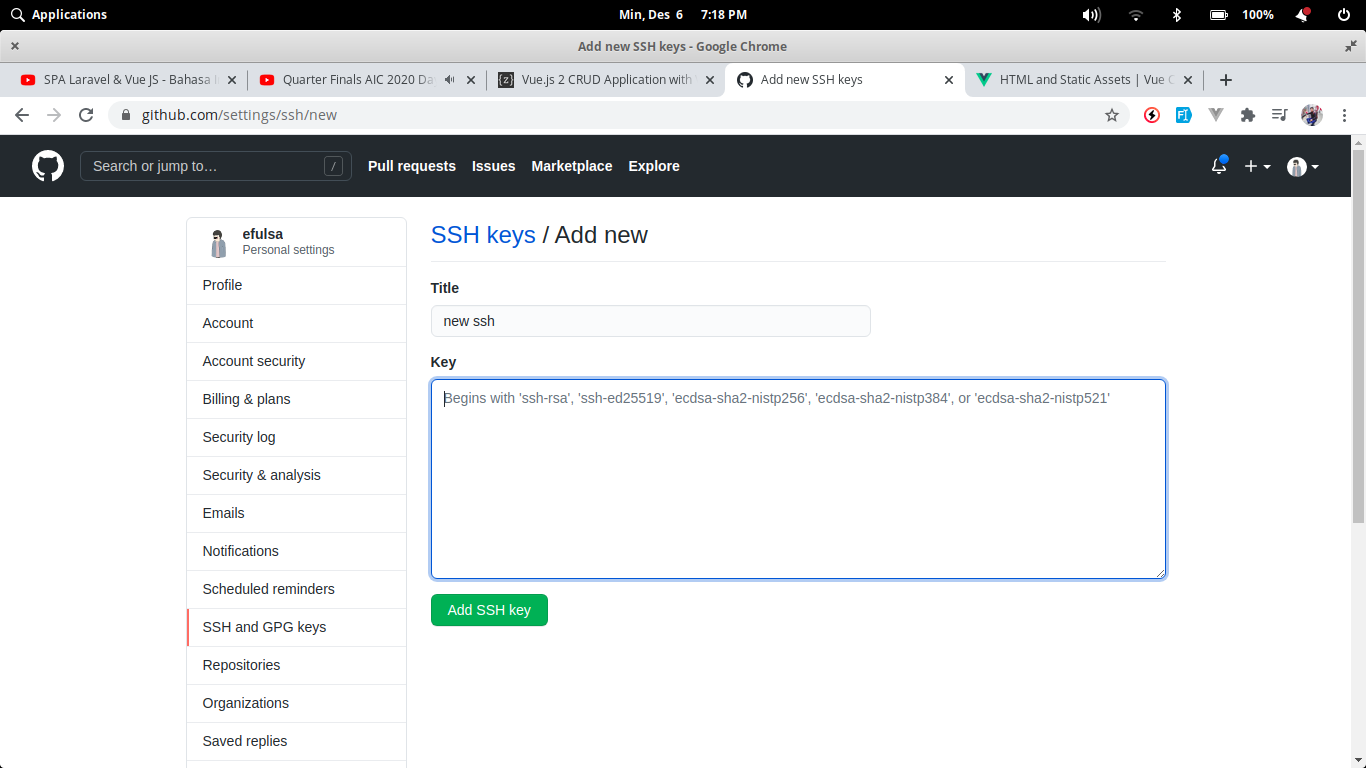 Applications
Min, Des 6 7:18 PM
100%
Add new SSH keys - Google Chrome
SPA Laravel & Vue JS - Bahasa
Quarter Finals AIC 2020 Da
Vue.js 2 CRUD Application with
Add new SSH keys
HTML and Static Assets | Vue
github.com/settings/ssh/new
Search or jump to… /
Pull requests
Issues
Marketplace
Explore
efulsa
Personal settings
Profile
Account
Account security
Billing & plans
Security log
Security & analysis
Emails
Notifications
Scheduled reminders
SSH and GPG keys
Repositories
Organizations
Saved replies
SSH keys / Add new
Title
new ssh
Key
Begins with 'ssh-rsa', 'ssh-ed25519', 'ecdsa-sha2-nistp256', 'ecdsa-sha2-nistp384', or 'ecdsa-sha2-nistp521'
Add SSH key